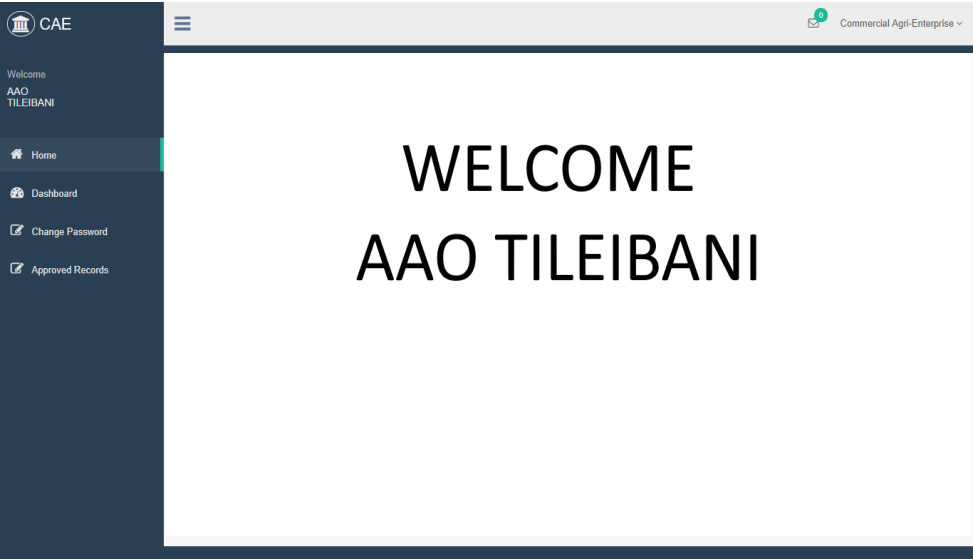 CAE
0
Commercial Agri-Enterprise
Welcome
AAO
TILEIBANI
Home
Dashboard
Change Password
Approved Records
WELCOME
AAO TILEIBANI